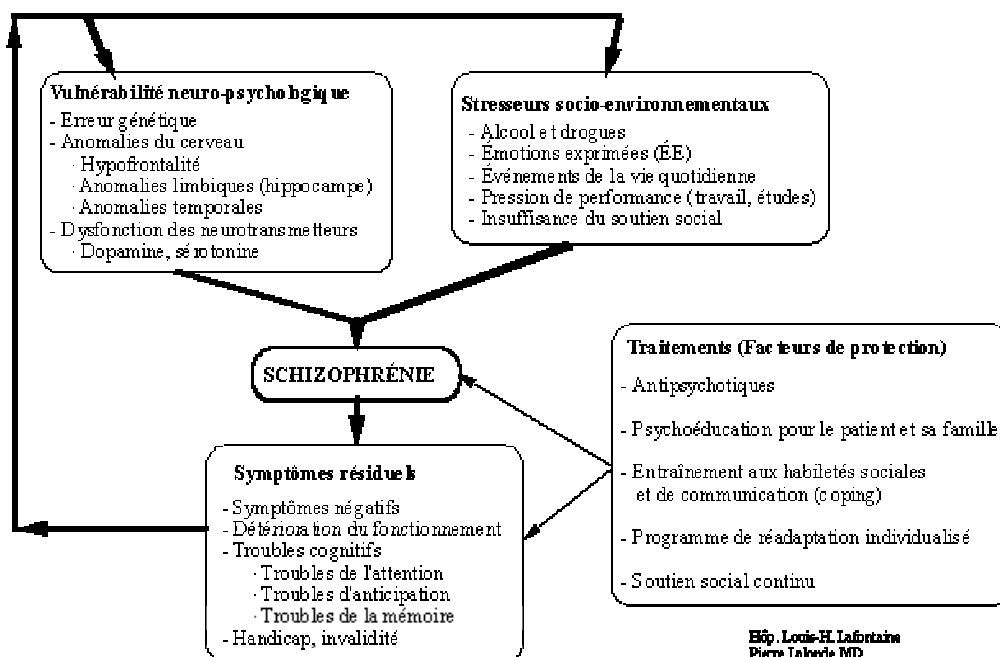 Vulnérabilité neuro-psychologique
- Erreur génétique
- Anomalies du cerveau
· Hypofrontalité
· Anomalies limbiques (hippocampe)
· Anomalies temporales
- Dysfonction des neurotransmetteurs
· Dopamine, sérotonine
Stresseurs socio-environnementaux
- Alcool et drogues
- Émotions exprimées (ÉE)
- Événements de la vie quotidienne
- Pression de performance (travail, études)
- Insuffisance du soutien social
SCHIZOPHRÉNIE
Traitements (Facteurs de protection)
- Antipsychotiques
- Psychoéducation pour le patient et sa famille
- Entraînement aux habiletés sociales
et de communication (coping)
- Programme de réadaptation individualisé
- Soutien social continu
Symptômes résiduels
- Symptômes négatifs
- Détérioration du fonctionnement
- Troubles cognitifs
· Troubles de l'attention
· Troubles d'anticipation
· Troubles de la mémoire
- Handicap, invalidité
Hôp. Louis-H. Lafontaine
Pierre Lalonde MD